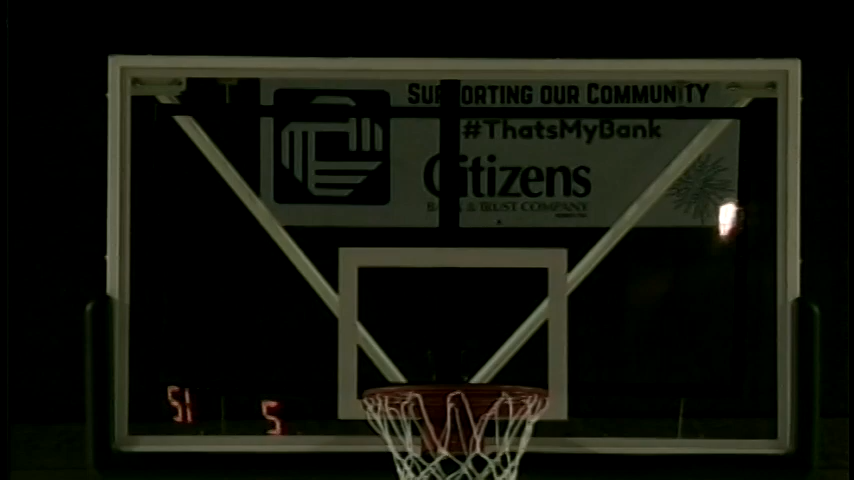 Supporting our Community
#ThatsMyBank
Citizens
Bank & Trust Company
51
5